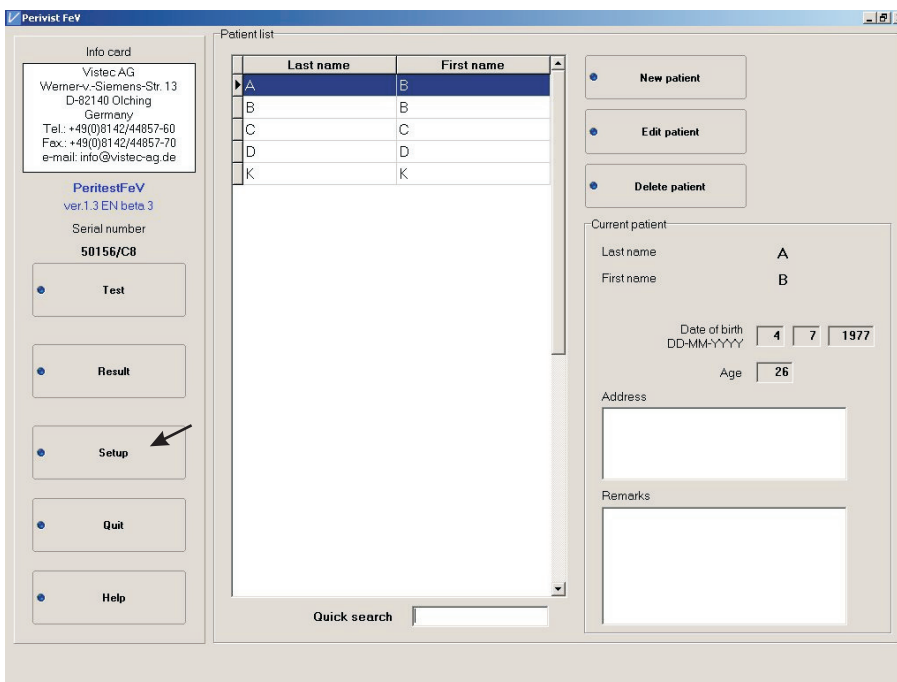 Perivist FeV
Info card
Vistec AG
Werner-v.-Siemens-Str. 13
D-82140 Olching
Germany
Tel.: +49(0)8142/44857-60
Fax.: +49(0)8142/44857-70
e-mail: info@vistec-ag.de
PeritestFeV
ver.1.3 EN beta 3
Serial number
50156/C8
Test
Result
Setup
Quit
Help
Patient list
Last name First name
A B
B B
C C
D D
K K
Quick search
New patient
Edit patient
Delete patient
Current patient
Last name A
First name B
Date of birth
DD-MM-YYYY 4 7 1977
Age 26
Address
Remarks